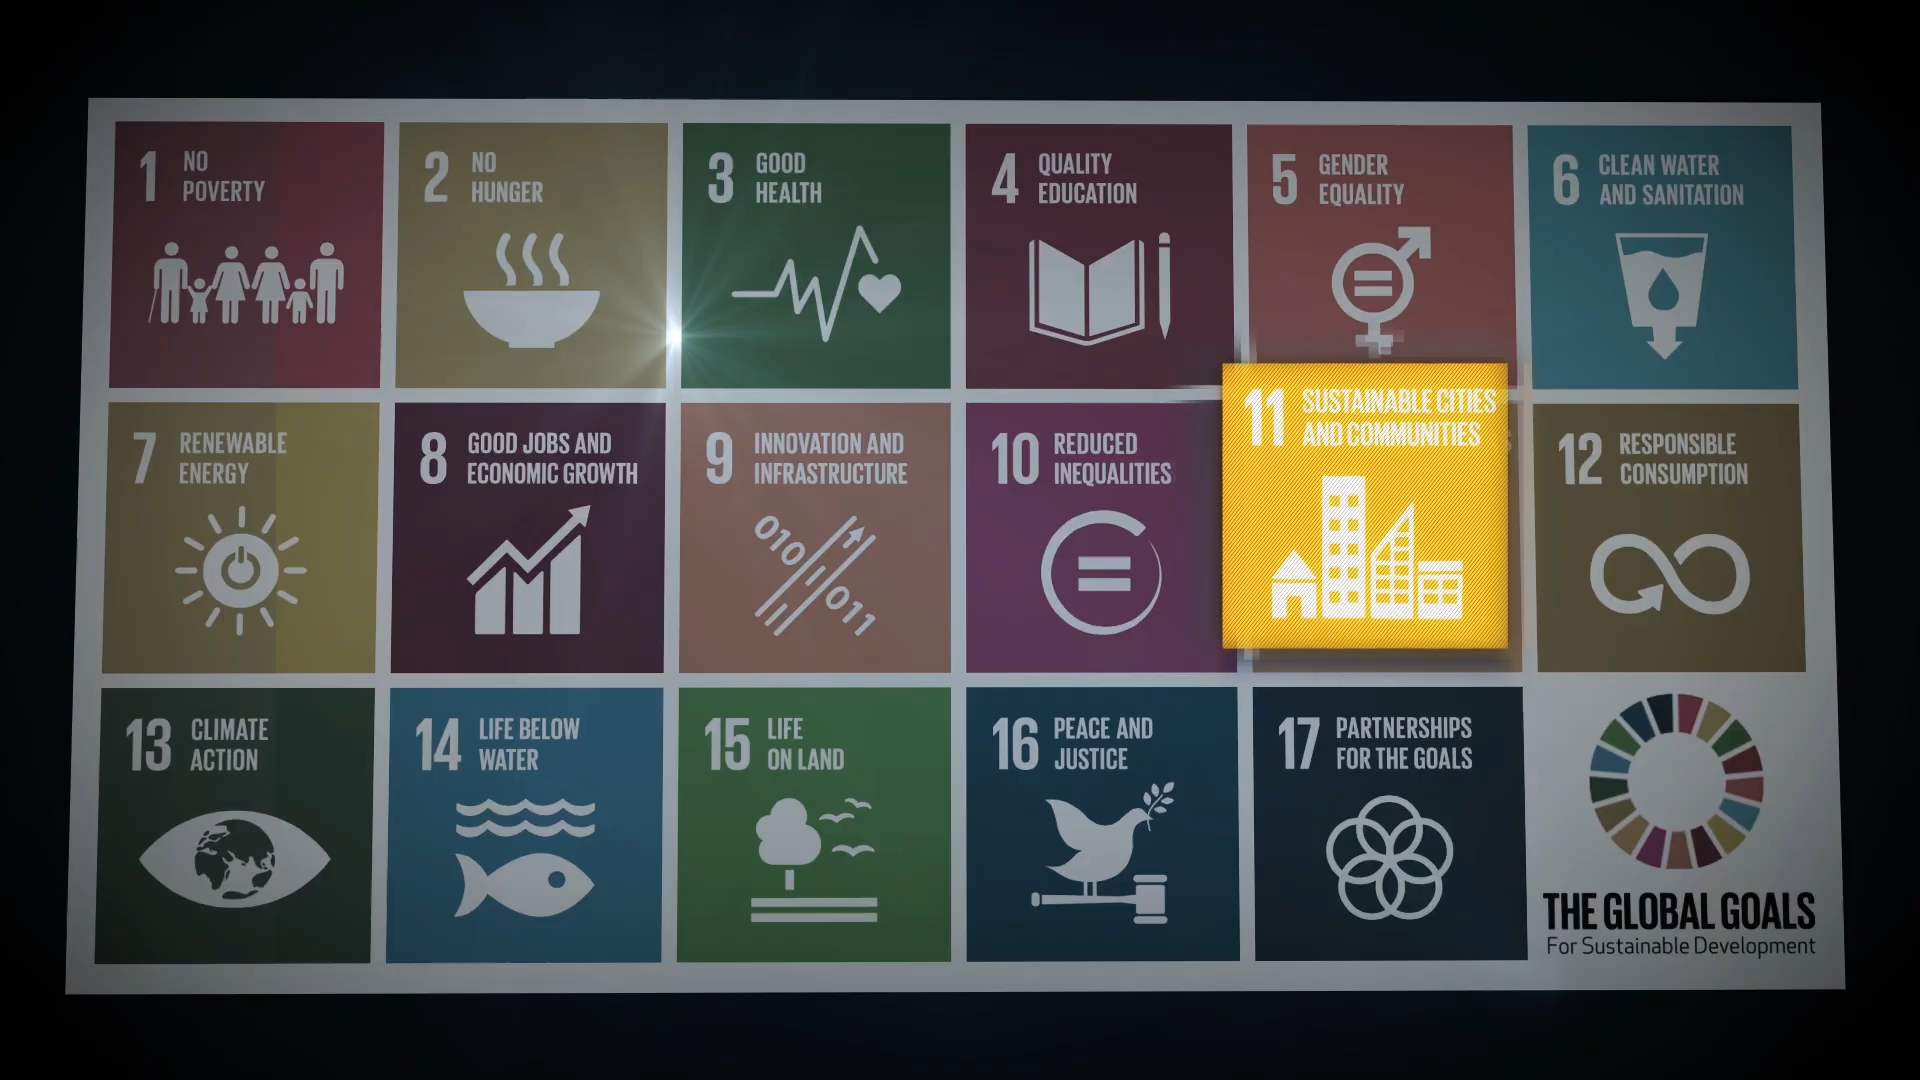 1 NO
POVERTY
2 NO
HUNGER
3 GOOD
HEALTH
4 QUALITY
EDUCATION
5 GENDER
EQUALITY
6 CLEAN WATER
AND SANITATION
7 RENEWABLE
ENERGY
8 GOOD JOBS AND
ECONOMIC GROWTH
9 INNOVATION AND
INFRASTRUCTURE
010
011
10 REDUCED
INEQUALITIES
11 SUSTAINABLE CITIES
AND COMMUNITIES
12 RESPONSIBLE
CONSUMPTION
13 CLIMATE
ACTION
14 LIFE BELOW
WATER
15 LIFE
ON LAND
16 PEACE AND
JUSTICE
17 PARTNERSHIPS
FOR THE GOALS
THE GLOBAL GOALS
For Sustainable Development